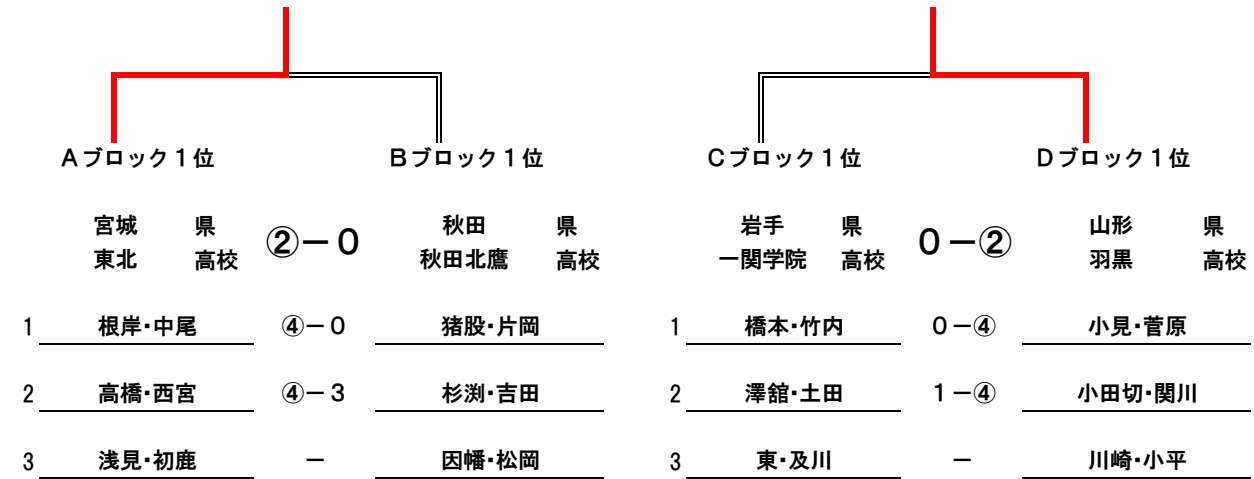 Aブロック1位 Bブロック1位 Cブロック1位 Dブロック1位
宮城 県 ②－0 秋田 県 岩手 県 0－② 山形 県
東北 高校 秋田北鷹 高校 一関学院 高校 羽黒 高校
1 根岸・中尾 ④－0 猪股・片岡 1 橋本・竹内 0－④ 小見・菅原
2 高橋・西宮 ④－3 杉渕・吉田 2 澤舘・土田 1－④ 小田切・関川
3 浅見・初鹿 － 因幡・松岡 3 東・及川 － 川崎・小平